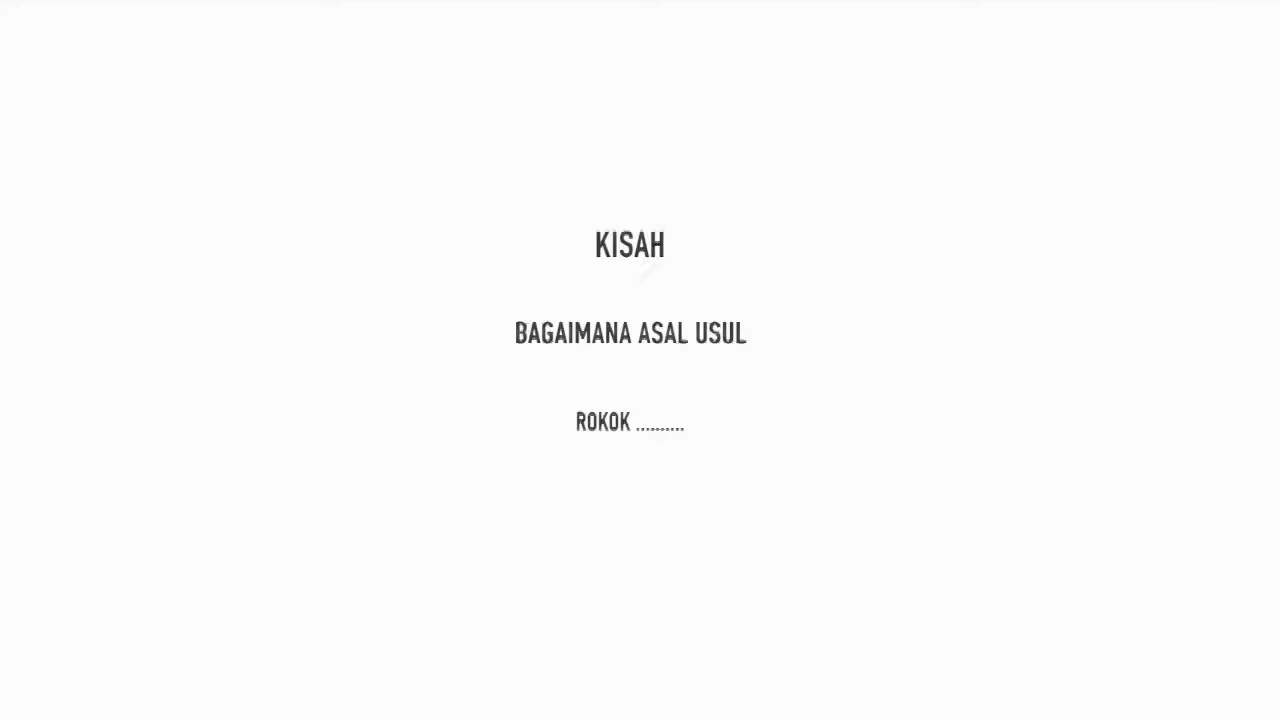 KISAH
BAGAIMANA ASAL USUL
ROKOK ..........